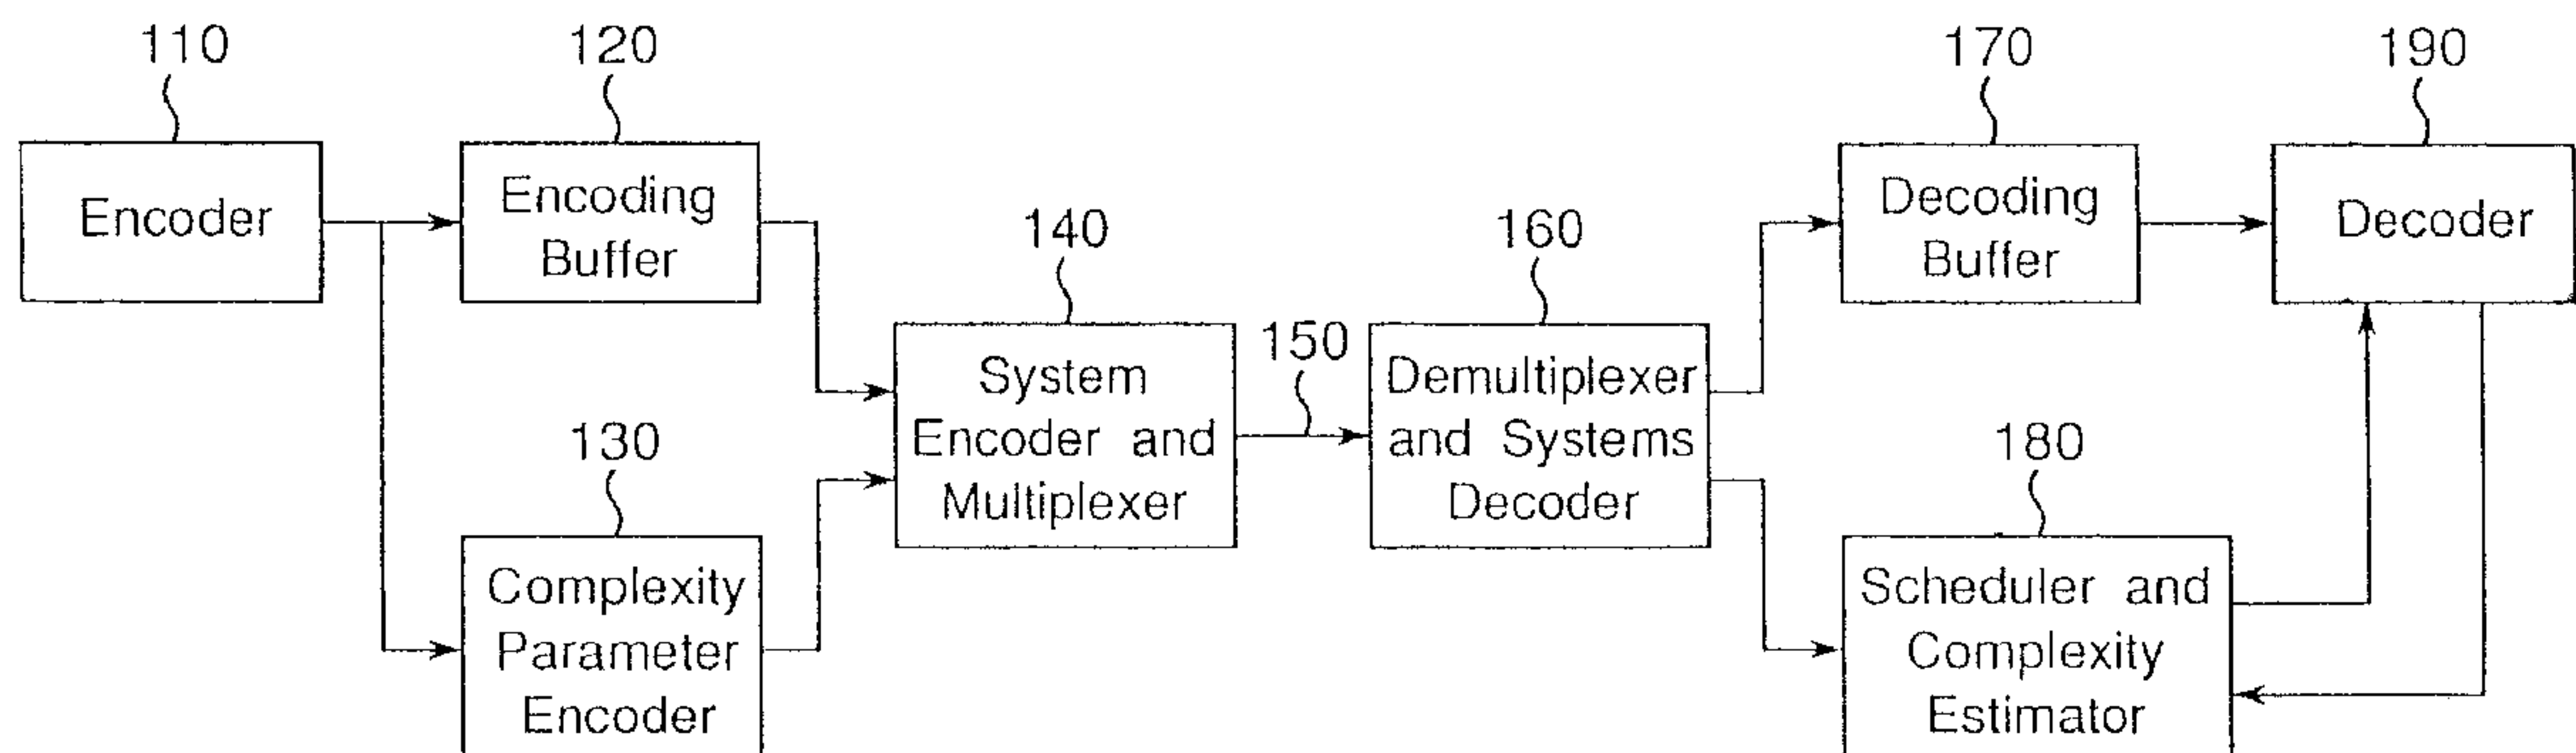 110
120
170
190
Encoder
Encoding
Buffer
Decoding
Buffer
Decoder
140
160
150
System
Encoder and
Multiplexer
Demultiplexer
and Systems
Decoder
130
180
Complexity
Parameter
Encoder
Scheduler and
Complexity
Estimator